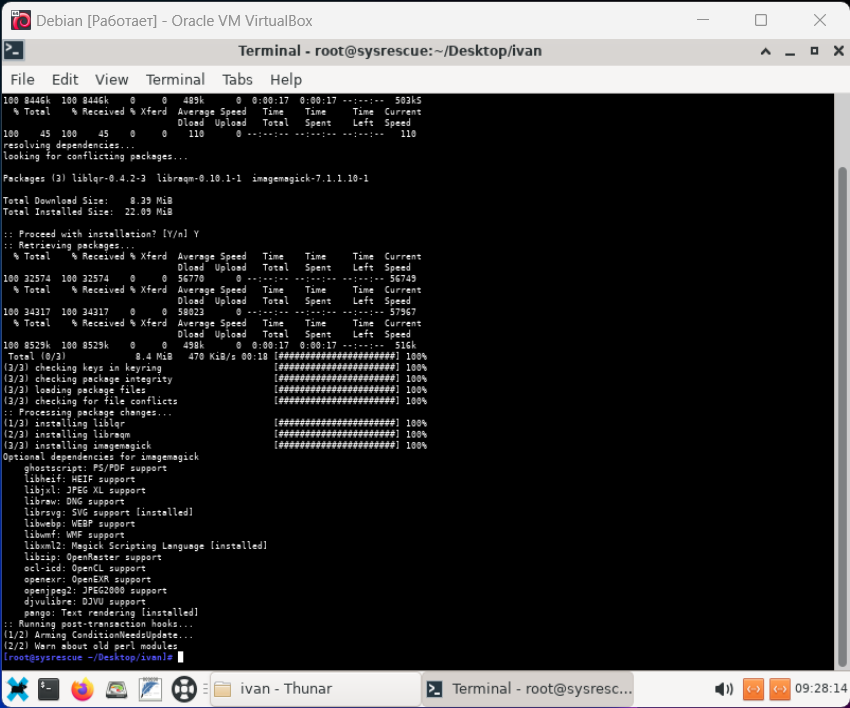 Debian [Работает] - Oracle VM VirtualBox
Terminal - root@sysrescue:~/Desktop/ivan
File Edit View Terminal Tabs Help
100 8446k  100 8446k    0     0   489k      0  0:00:17  0:00:17 --:--:--  503k5
  % Total    % Received % Xferd  Average Speed   Time    Time     Time  Current
                                 Dload  Upload   Total   Spent    Left  Speed
100    45  100    45    0     0    110      0 --:--:-- --:--:-- --:--:--   110
resolving dependencies...
looking for conflicting packages...
Packages (3) liblqr-0.4.2-3  libraqm-0.10.1-1  imagemagick-7.1.1.10-1
Total Download Size:    8.39 MiB
Total Installed Size:  22.09 MiB
:: Proceed with installation? [Y/n] Y
:: Retrieving packages...
  % Total    % Received % Xferd  Average Speed   Time    Time     Time  Current
                                 Dload  Upload   Total   Spent    Left  Speed
100 32574  100 32574    0     0  56770      0 --:--:-- --:--:-- --:--:-- 56749
  % Total    % Received % Xferd  Average Speed   Time    Time     Time  Current
                                 Dload  Upload   Total   Spent    Left  Speed
100 34317  100 34317    0     0  58023      0 --:--:-- --:--:-- --:--:-- 57967
  % Total    % Received % Xferd  Average Speed   Time    Time     Time  Current
                                 Dload  Upload   Total   Spent    Left  Speed
100 8529k  100 8529k    0     0   498k      0  0:00:17  0:00:17 --:--:--  516k
 Total (0/3)             8.4 MiB   470 KiB/s 00:18 [######################] 100%
(3/3) checking keys in keyring                     [######################] 100%
(3/3) checking package integrity                   [######################] 100%
(3/3) loading package files                        [######################] 100%
(3/3) checking for file conflicts                  [######################] 100%
:: Processing package changes...
(1/3) installing liblqr                            [######################] 100%
(2/3) installing libraqm                           [######################] 100%
(3/3) installing imagemagick                       [######################] 100%
Optional dependencies for imagemagick
    ghostscript: PS/PDF support
    libheif: HEIF support
    libjxl: JPEG XL support
    libraw: DNG support
    librsvg: SVG support [installed]
    libwebp: WEBP support
    libwmf: WMF support
    libxml2: Magick Scripting Language [installed]
    libzip: OpenRaster support
    ocl-icd: OpenCL support
    openexr: OpenEXR support
    openjpeg2: JPEG2000 support
    djvulibre: DJVU support
    pango: Text rendering [installed]
:: Running post-transaction hooks...
(1/2) Arming ConditionNeedsUpdate...
(2/2) Warn about old perl modules
[root@sysrescue ~/Desktop/ivan]#
ivan - Thunar
Terminal - root@sysresc...
09:28:14